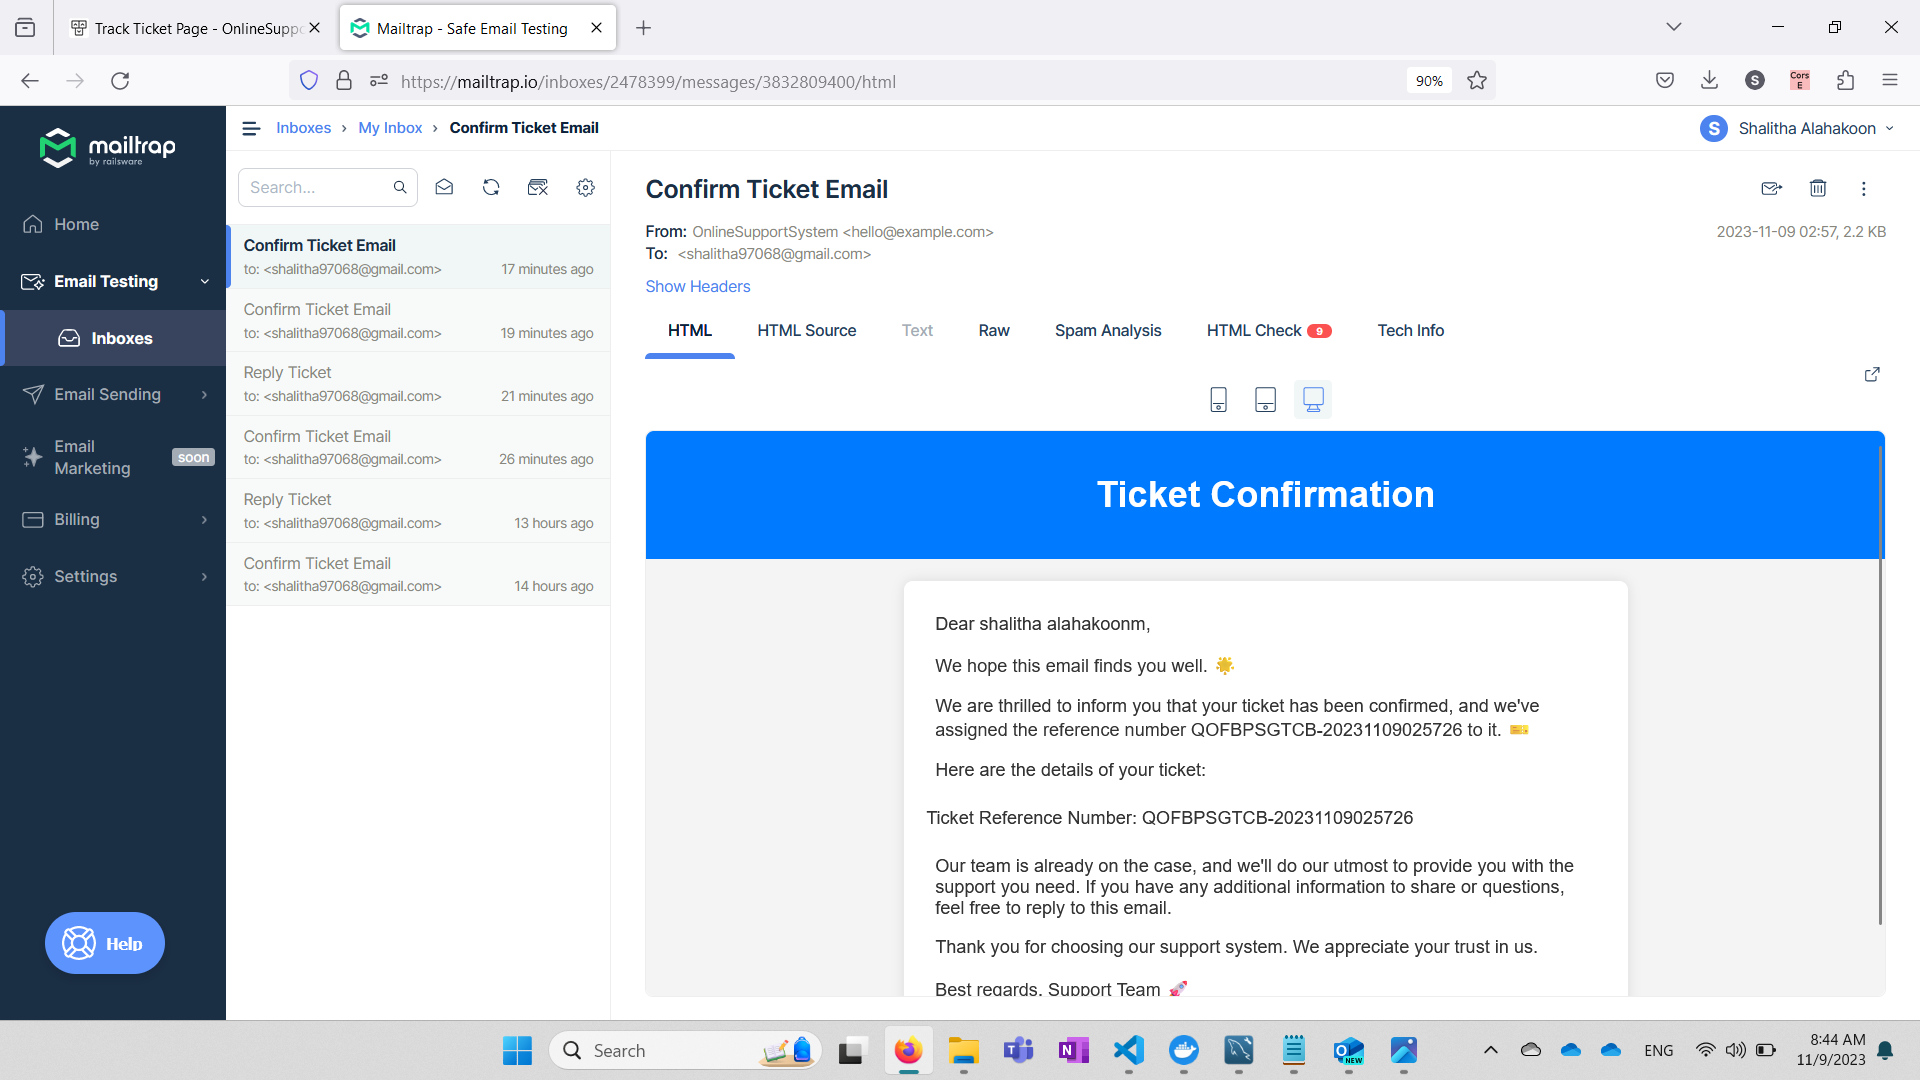 Track Ticket Page - OnlineSuppo
Mailtrap - Safe Email Testing
https://mailtrap.io/inboxes/2478399/messages/3832809400/html
90%
S
Cors
E
mailtrap
by railsware
Home
Email Testing
Inboxes
Email Sending
Email
Marketing
soon
Billing
Settings
Help
Inboxes › My Inbox › Confirm Ticket Email
S Shalitha Alahakoon
Search...
Confirm Ticket Email
to: <shalitha97068@gmail.com> 17 minutes ago
Confirm Ticket Email
to: <shalitha97068@gmail.com> 19 minutes ago
Reply Ticket
to: <shalitha97068@gmail.com> 21 minutes ago
Confirm Ticket Email
to: <shalitha97068@gmail.com> 26 minutes ago
Reply Ticket
to: <shalitha97068@gmail.com> 13 hours ago
Confirm Ticket Email
to: <shalitha97068@gmail.com> 14 hours ago
Confirm Ticket Email
From: OnlineSupportSystem <hello@example.com>
2023-11-09 02:57, 2.2 KB
To: <shalitha97068@gmail.com>
Show Headers
HTML HTML Source Text Raw Spam Analysis HTML Check 9 Tech Info
Ticket Confirmation
Dear shalitha alahakoonm,
We hope this email finds you well. 🌟
We are thrilled to inform you that your ticket has been confirmed, and we've
assigned the reference number QOFBPSGTCB-20231109025726 to it. 🎫
Here are the details of your ticket:
Ticket Reference Number: QOFBPSGTCB-20231109025726
Our team is already on the case, and we'll do our utmost to provide you with the
support you need. If you have any additional information to share or questions,
feel free to reply to this email.
Thank you for choosing our support system. We appreciate your trust in us.
Best regards, Support Team 🚀
Search
NEW
ENG
8:44 AM
11/9/2023